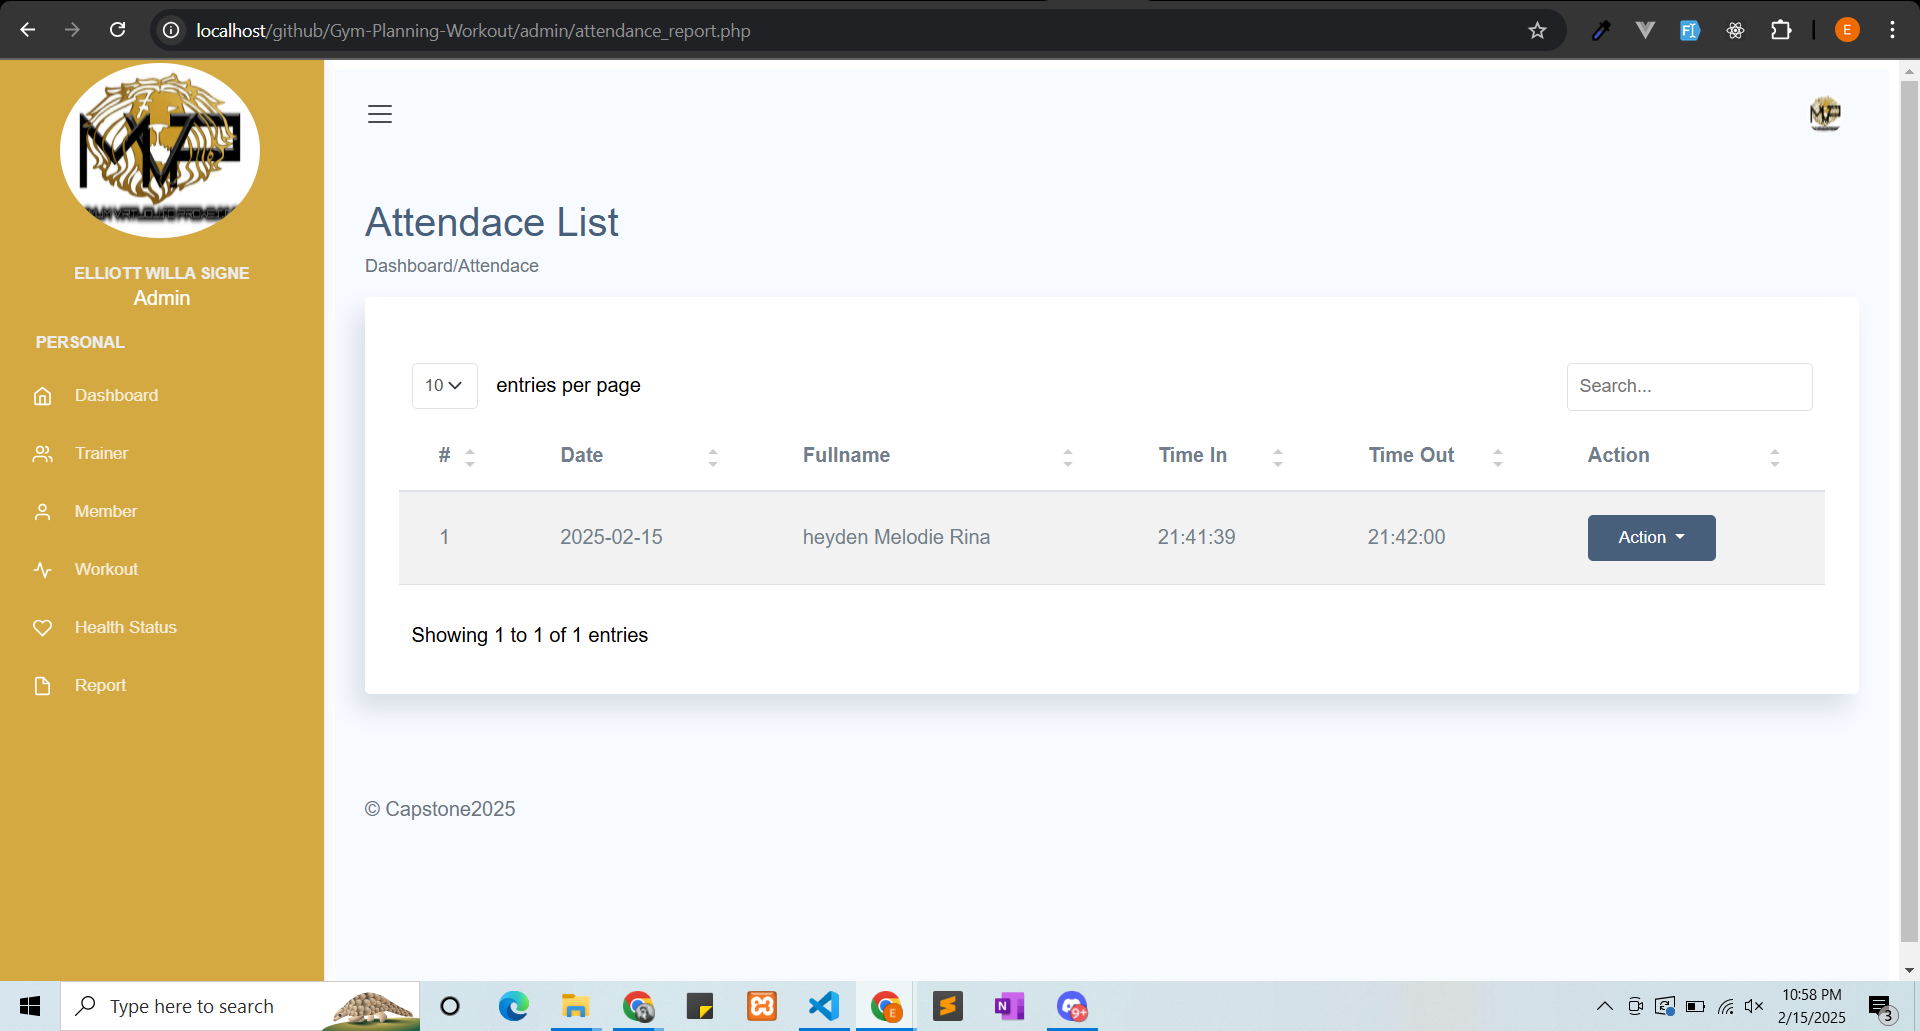 localhost/github/Gym-Planning-Workout/admin/attendance_report.php
E
MVP
ELLIOTT WILLA SIGNE
Admin
PERSONAL
Dashboard
Trainer
Member
Workout
Health Status
Report
Attendace List
Dashboard/Attendace
10 entries per page
Search...
# Date Fullname Time In Time Out Action
1 2025-02-15 heyden Melodie Rina 21:41:39 21:42:00 Action
Showing 1 to 1 of 1 entries
© Capstone2025
Type here to search
E
N
9+
10:58 PM
2/15/2025
3